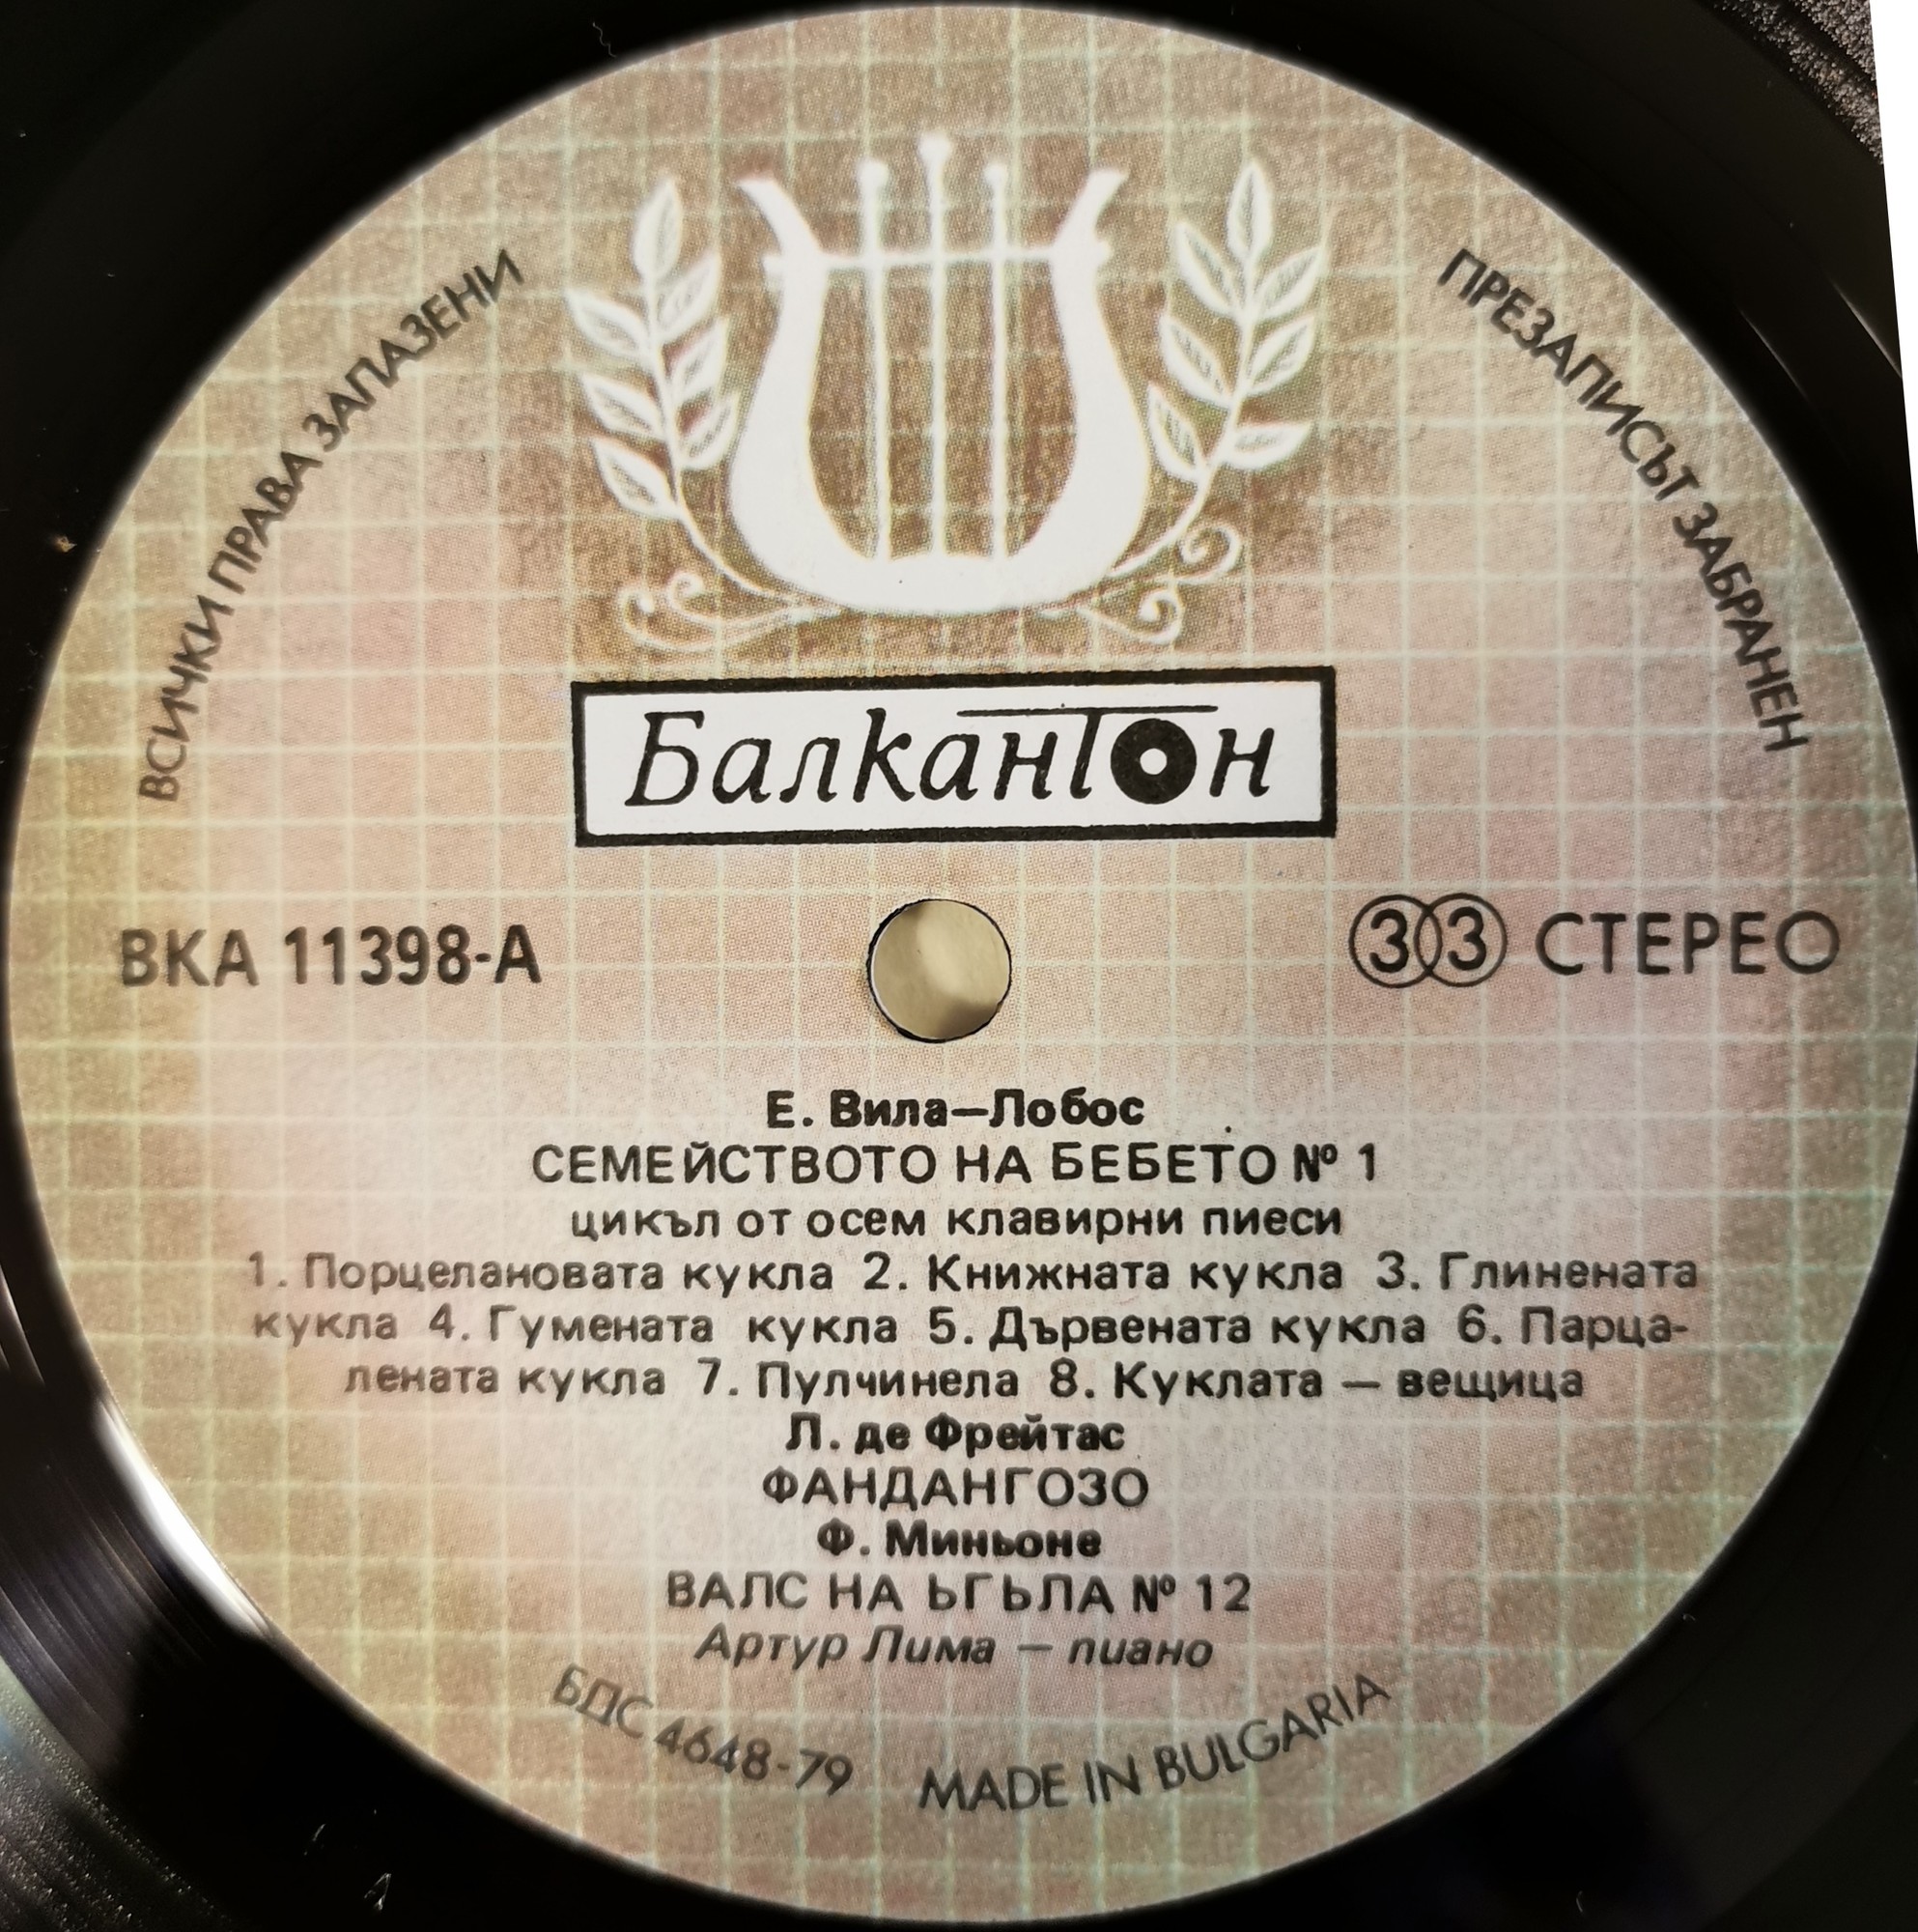 ВСИЧКИ ПРАВА ЗАПАЗЕНИ
ПРЕЗАПИСЪТ ЗАБРАНЕН
Балкантон
ВКА 11398-А
33 СТЕРЕО
Е. Вила—Лобос
СЕМЕЙСТВОТО НА БЕБЕТО № 1
цикъл от осем клавирни пиеси
1. Порцелановата кукла 2. Книжната кукла 3. Глинената
кукла 4. Гумената кукла 5. Дървената кукла 6. Парца-
лената кукла 7. Пулчинела 8. Куклата — вещица
Л. де Фрейтас
ФАНДАНГОЗО
Ф. Миньоне
ВАЛС НА ЬГЬЛА № 12
Артур Лима — пиано
БДС 4648-79
MADE IN BULGARIA